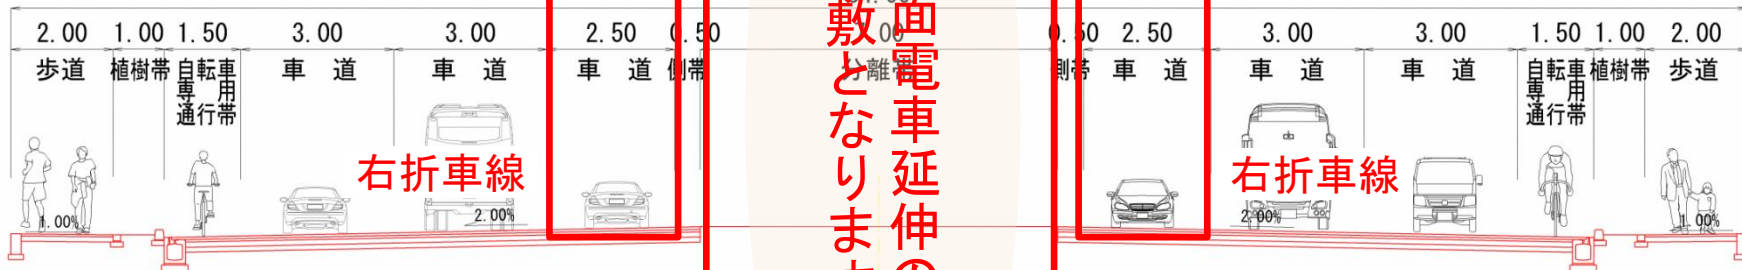 2.00 1.00 1.50 3.00 3.00 2.50 0.50 0.50 2.50 3.00 3.00 1.50 1.00 2.00
歩道 植樹帯 自転車専用通行帯 車道 車道 車道 側帯 分離帯 側帯 車道 車道 車道 自転車専用通行帯 植樹帯 歩道
面電車延伸の
敷となりま
右折車線
右折車線
1.00%
2.00%
2.00%
1.00%